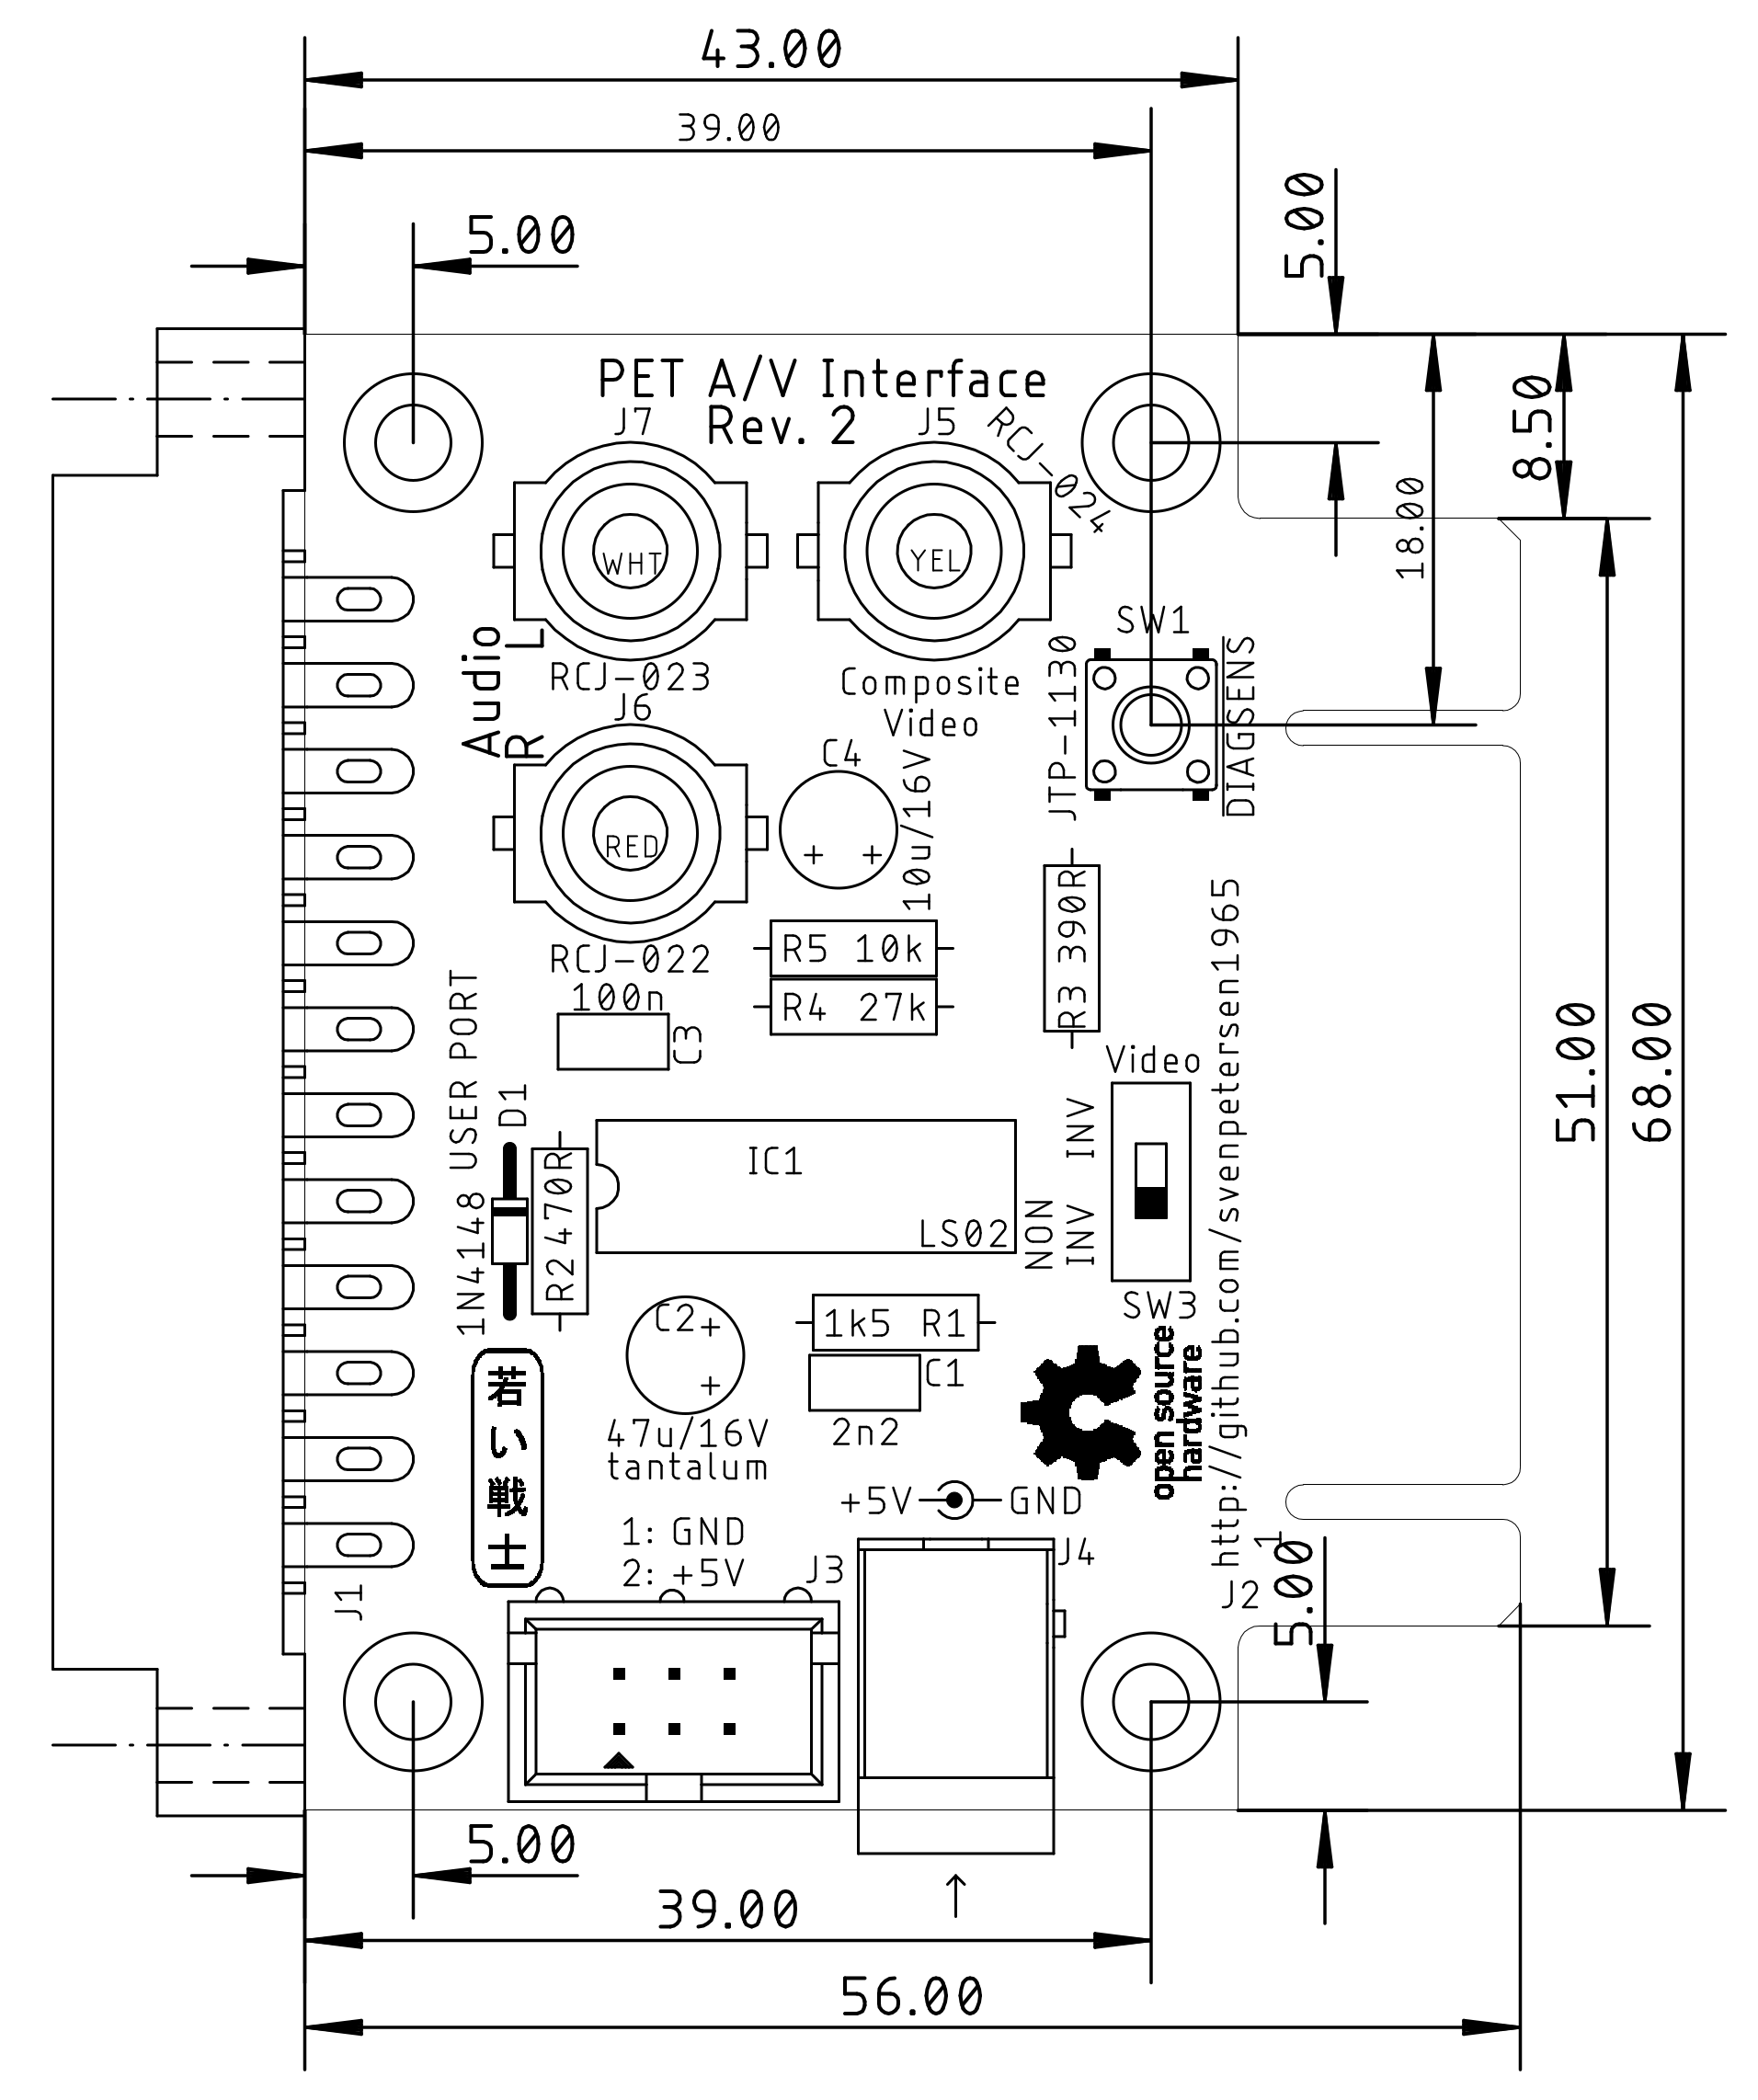 43.00
39.00
5.00
5.00
8.50
18.00
PET A/V Interface
Rev. 2
J7
J5
RCJ-024
WHT
YEL
Audio
L
R
RCJ-023
J6
Composite
Video
SW1
JTP-1130
DIAGSENS
C4
10u/16V
RED
RCJ-022
R5 10k
R4 27k
R3 390R
100n
C3
USER PORT
D1
1N4148
R2 470R
IC1
LS02
Video
INV
NON
INV
SW3
http://github.com/svenpetersen1965
51.00
68.00
C2
+
+
+
+
47u/16V
tantalum
1k5 R1
C1
2n2
open source
hardware
若い戦士
+5V
GND
1: GND
2: +5V
J3
J4
J1
J2
1
5.00
5.00
39.00
56.00